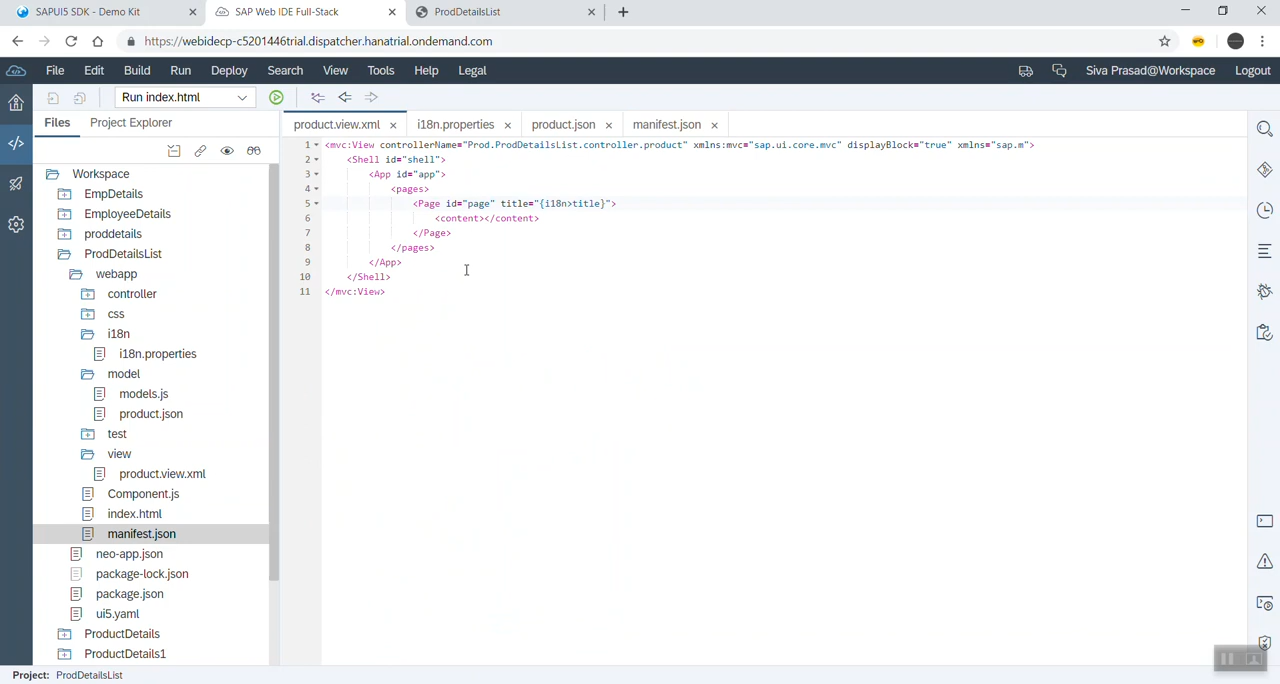 SAPUI5 SDK - Demo Kit
SAP Web IDE Full-Stack
ProdDetailsList
https://webidecp-c5201446trial.dispatcher.hanatrial.ondemand.com
File Edit Build Run Deploy Search View Tools Help Legal
Siva Prasad@Workspace Logout
Run index.html
Files Project Explorer
product.view.xml i18n.properties product.json manifest.json
Workspace
EmpDetails
EmployeeDetails
proddetails
ProdDetailsList
webapp
controller
css
i18n
i18n.properties
model
models.js
product.json
test
view
product.view.xml
Component.js
index.html
manifest.json
neo-app.json
package-lock.json
package.json
ui5.yaml
ProductDetails
ProductDetails1
1 <mvc:View controllerName="Prod.ProdDetailsList.controller.product" xmlns:mvc="sap.ui.core.mvc" displayBlock="true" xmlns="sap.m">
2 <Shell id="shell">
3 <App id="app">
4 <pages>
5 <Page id="page" title="{i18n>title}">
6 <content></content>
7 </Page>
8 </pages>
9 </App>
10 </Shell>
11 </mvc:View>
Project: ProdDetailsList